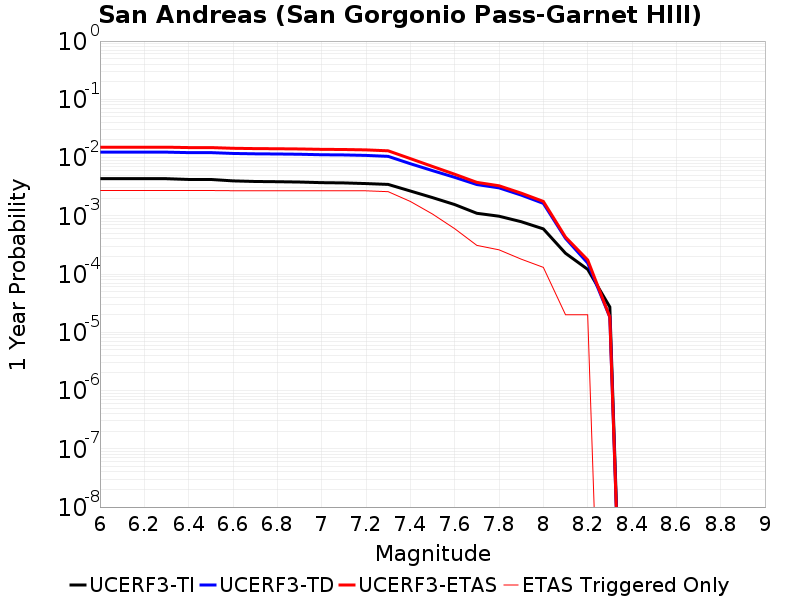 San Andreas (San Gorgonio Pass-Garnet HIll)
10^0
10^-1
10^-2
10^-3
10^-4
10^-5
10^-6
10^-7
10^-8
1 Year Probability
6 6.2 6.4 6.6 6.8 7 7.2 7.4 7.6 7.8 8 8.2 8.4 8.6 8.8 9
Magnitude
UCERF3-TI UCERF3-TD UCERF3-ETAS ETAS Triggered Only